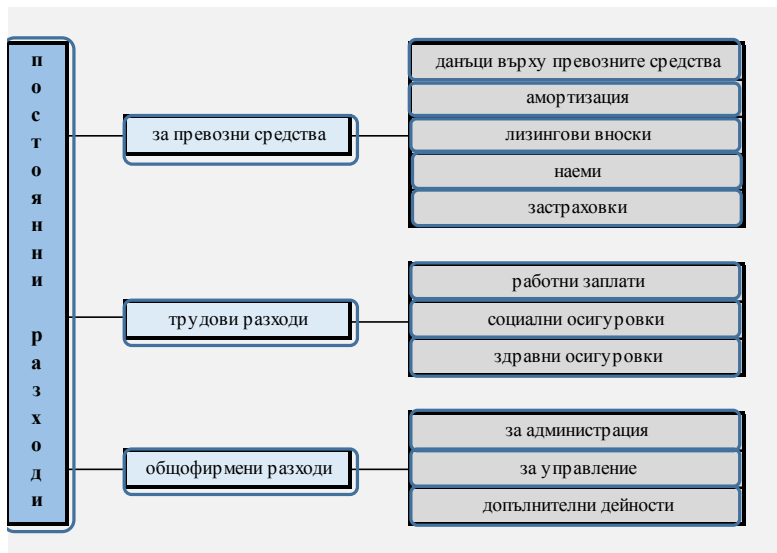 постоянни разходи
за превозни средства
данъци върху превозните средства
амортизация
лизингови вноски
наеми
застраховки
трудови разходи
работни заплати
социални осигуровки
здравни осигуровки
общофирмени разходи
за администрация
за управление
допълнителни дейности